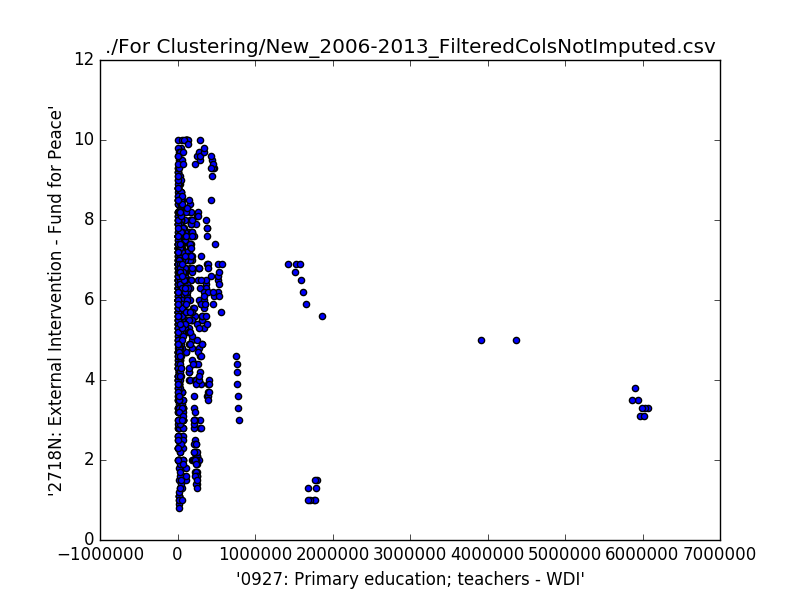 ./For Clustering/New_2006-2013_FilteredColsNotImputed.csv
12
10
8
6
4
2
0
'2718N: External Intervention - Fund for Peace'
−1000000 0 1000000 2000000 3000000 4000000 5000000 6000000 7000000
'0927: Primary education; teachers - WDI'